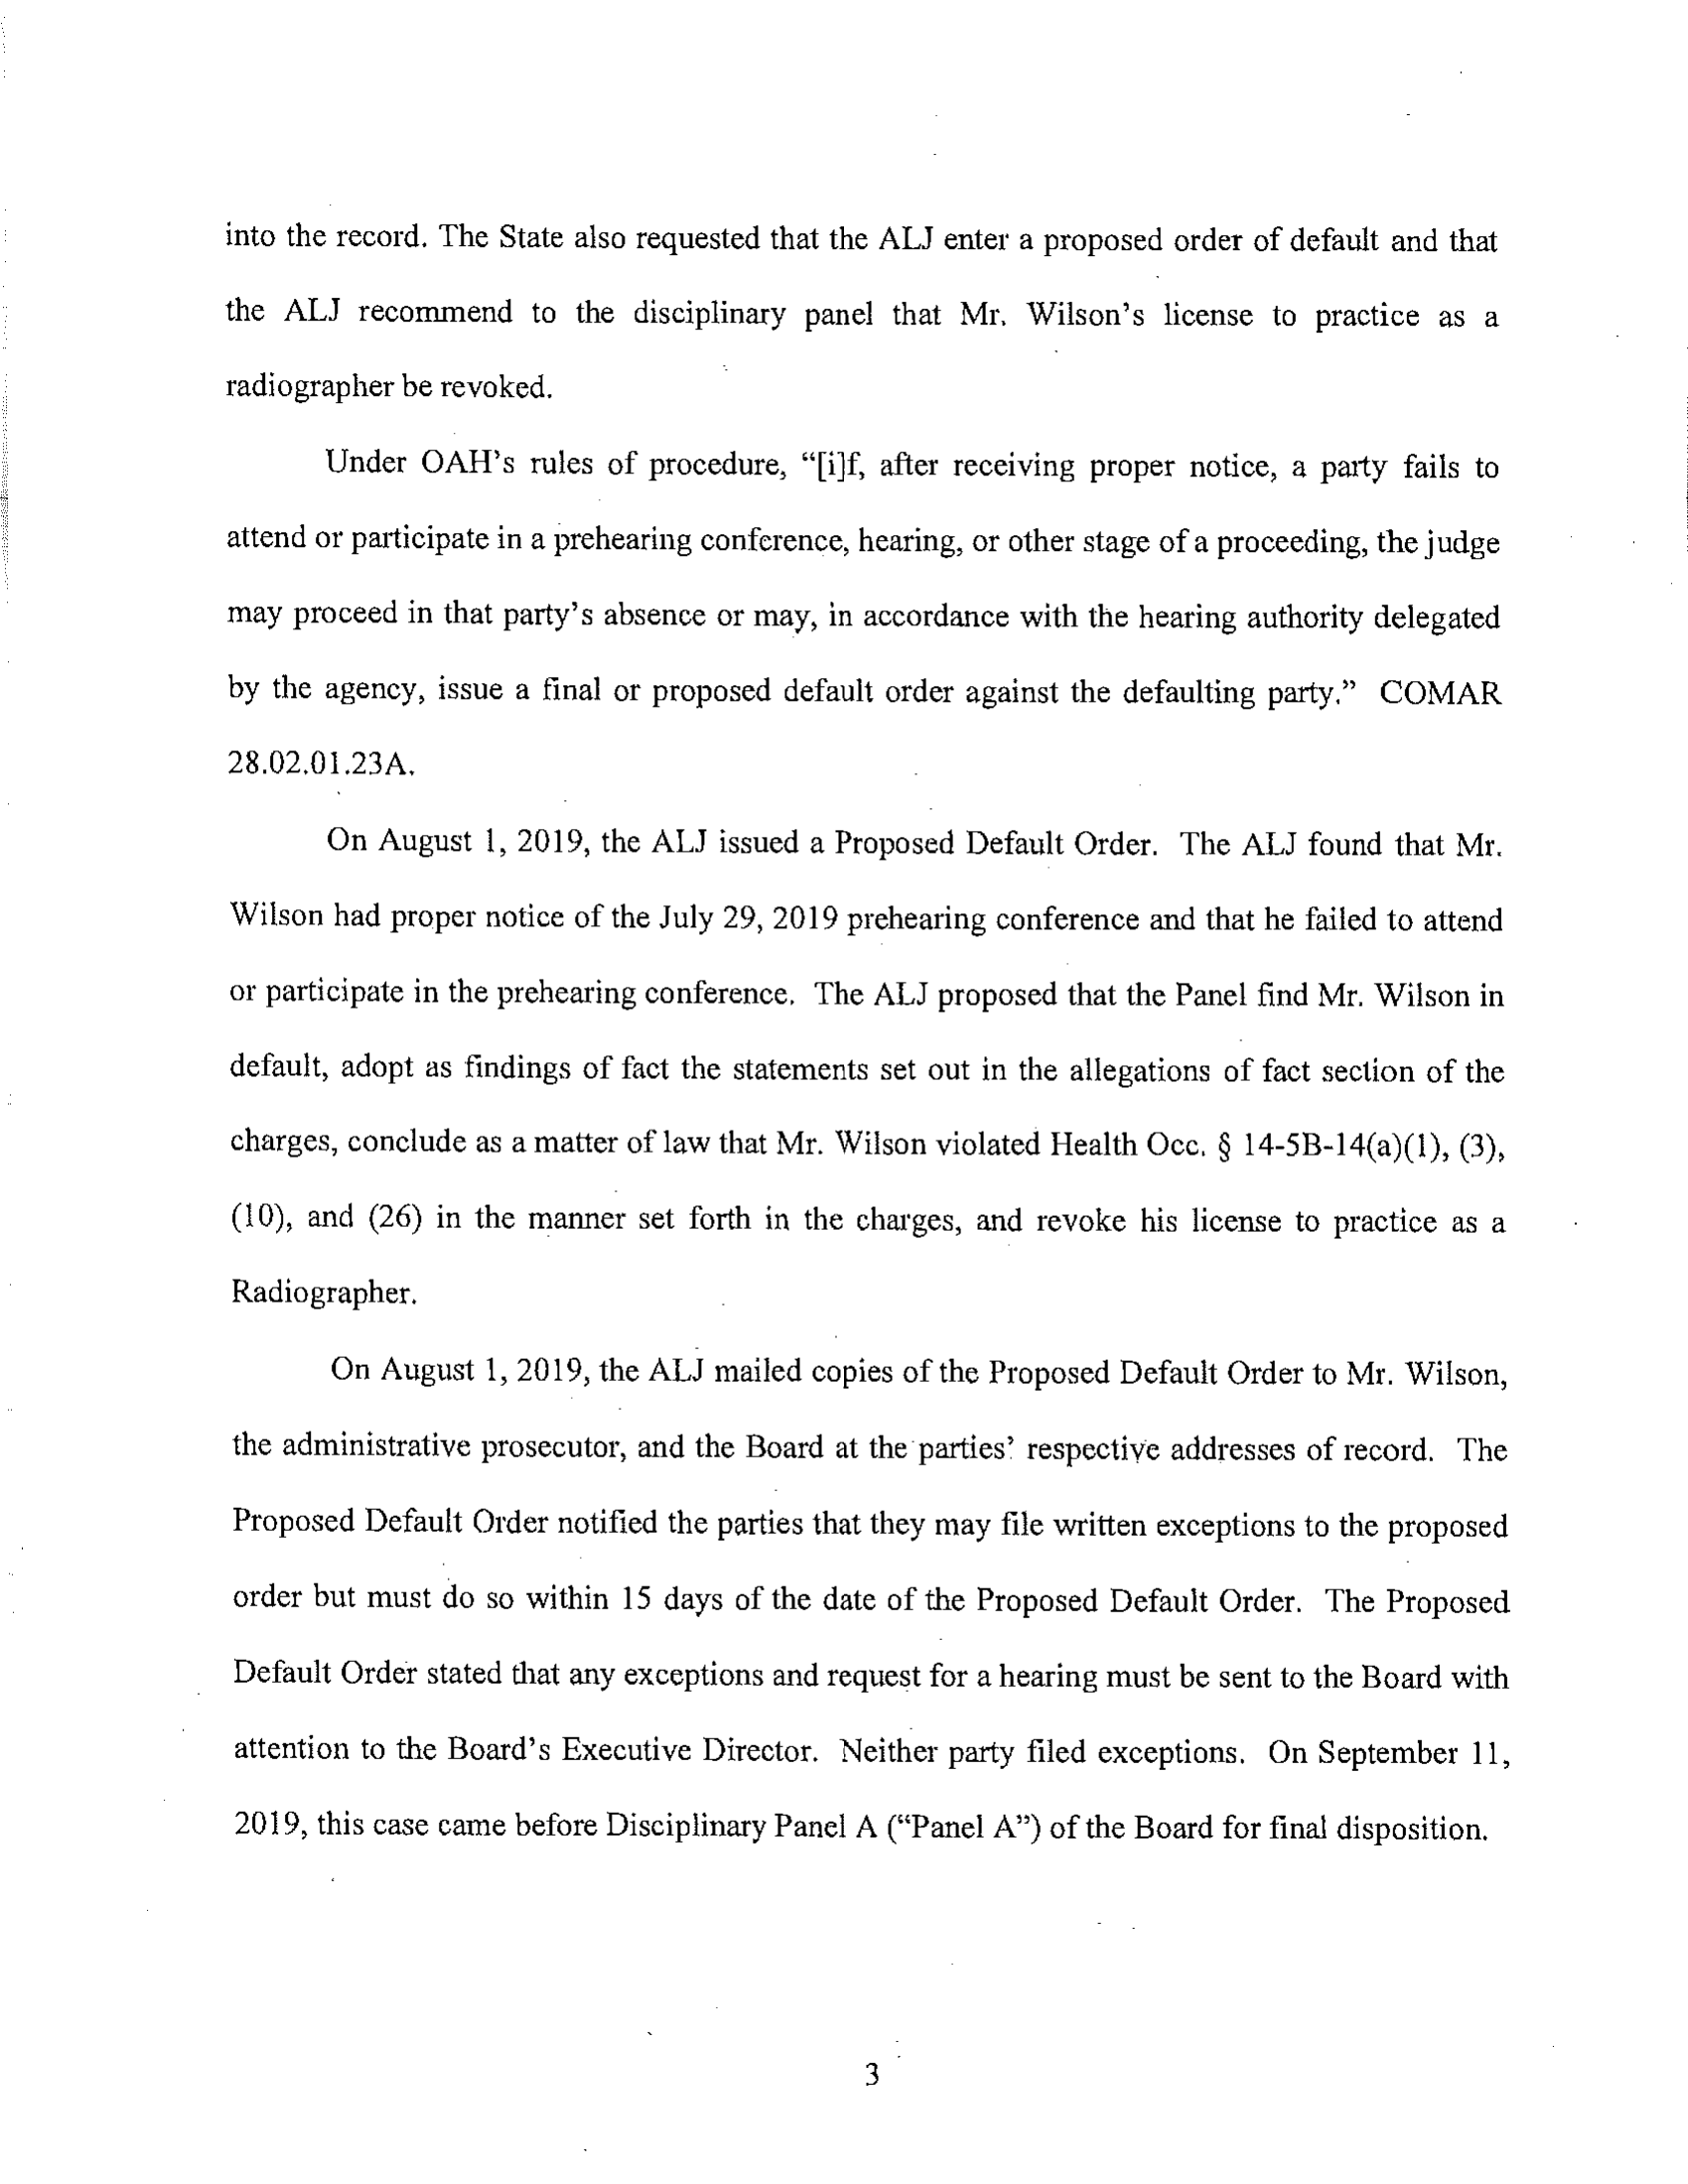 into the record. The State also requested that the ALJ enter a proposed order of default and that
the ALJ recommend to the disciplinary panel that Mr. Wilson's license to practice as a
radiographer be revoked.
Under OAH's rules of procedure, “[i]f, after receiving proper notice, a party fails to
attend or participate in a prehearing conference, hearing, or other stage of a proceeding, the judge
may proceed in that party's absence or may, in accordance with the hearing authority delegated
by the agency, issue a final or proposed default order against the defaulting party.” COMAR
28.02.01.23A.
On August 1, 2019, the ALJ issued a Proposed Default Order. The ALJ found that Mr.
Wilson had proper notice of the July 29, 2019 prehearing conference and that he failed to attend
or participate in the prehearing conference. The ALJ proposed that the Panel find Mr. Wilson in
default, adopt as findings of fact the statements set out in the allegations of fact section of the
charges, conclude as a matter of law that Mr. Wilson violated Health Occ. § 14-5B-14(a)(1), (3),
(10), and (26) in the manner set forth in the charges, and revoke his license to practice as a
Radiographer.
On August 1, 2019, the ALJ mailed copies of the Proposed Default Order to Mr. Wilson,
the administrative prosecutor, and the Board at the parties' respective addresses of record. The
Proposed Default Order notified the parties that they may file written exceptions to the proposed
order but must do so within 15 days of the date of the Proposed Default Order. The Proposed
Default Order stated that any exceptions and request for a hearing must be sent to the Board with
attention to the Board's Executive Director. Neither party filed exceptions. On September 11,
2019, this case came before Disciplinary Panel A (“Panel A”) of the Board for final disposition.
3